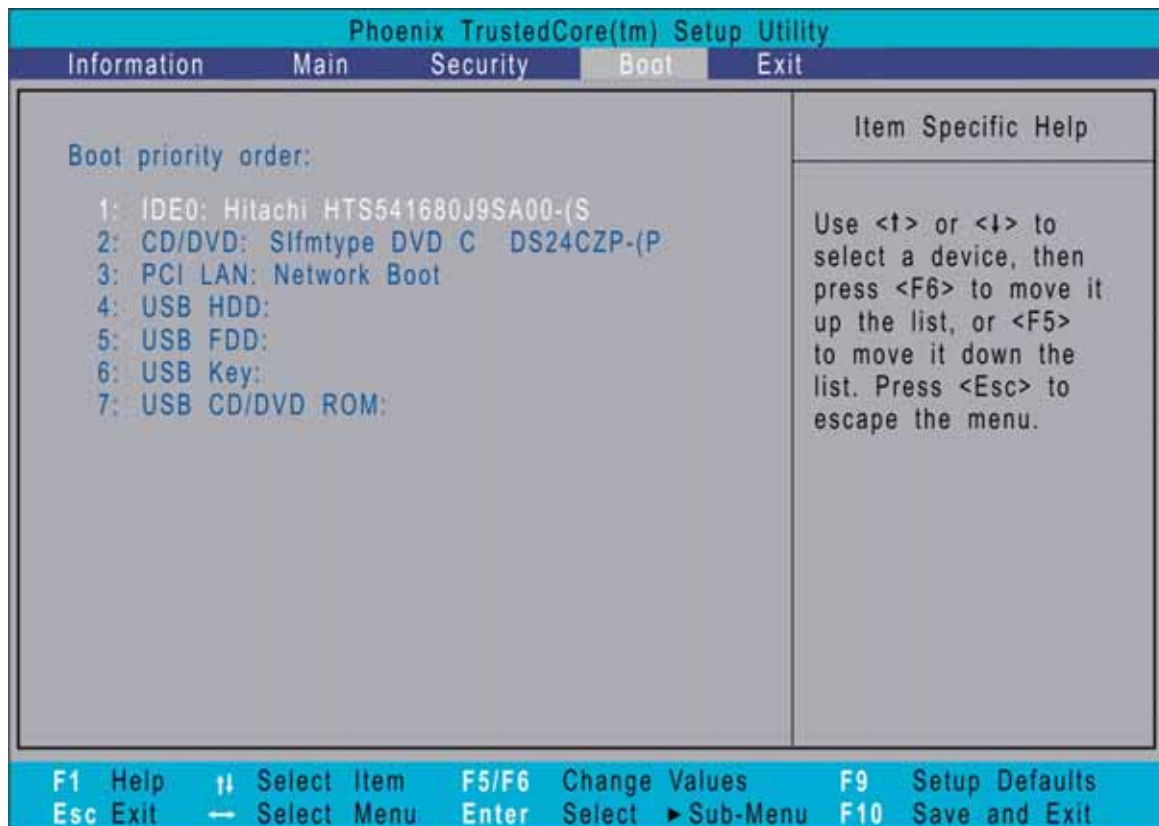 Phoenix TrustedCore(tm) Setup Utility
Information Main Security Boot Exit
Boot priority order:
1: IDE0: Hitachi HTS541680J9SA00-(S
2: CD/DVD: Slfmtype DVD C DS24CZP-(P
3: PCI LAN: Network Boot
4: USB HDD:
5: USB FDD:
6: USB Key:
7: USB CD/DVD ROM:
Item Specific Help
Use <↑> or <↓> to
select a device, then
press <F6> to move it
up the list, or <F5>
to move it down the
list. Press <Esc> to
escape the menu.
F1 Help ↑↓ Select Item F5/F6 Change Values F9 Setup Defaults
Esc Exit ↔ Select Menu Enter Select ►Sub-Menu F10 Save and Exit